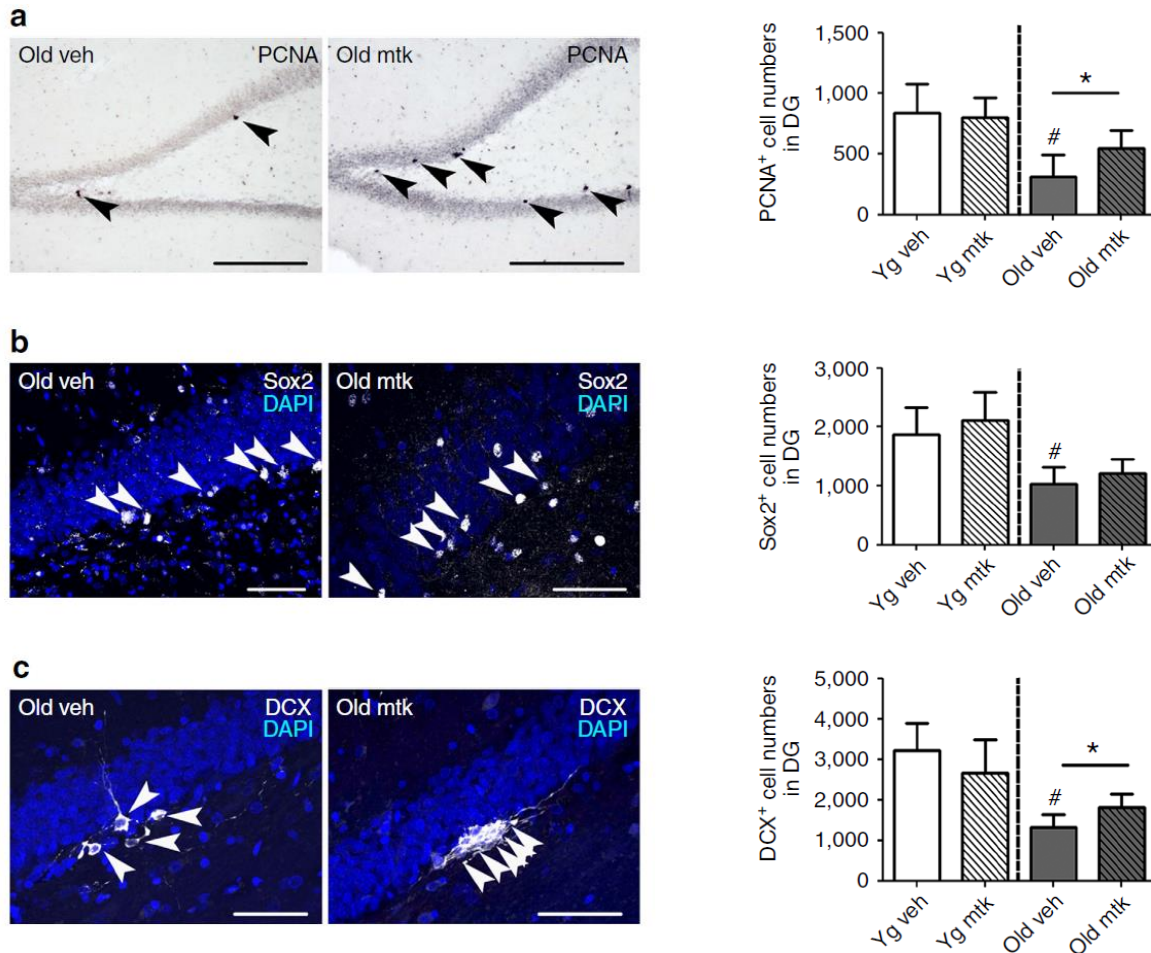 a
Old veh PCNA
Old mtk PCNA
PCNA⁺ cell numbers
in DG
1,500
1,000
500
0
#
*
Yg veh
Yg mtk
Old veh
Old mtk
b
Old veh Sox2
DAPI
Old mtk Sox2
DAPI
Sox2⁺ cell numbers
in DG
3,000
2,000
1,000
0
#
Yg veh
Yg mtk
Old veh
Old mtk
c
Old veh DCX
DAPI
Old mtk DCX
DAPI
DCX⁺ cell numbers
in DG
5,000
4,000
3,000
2,000
1,000
0
#
*
Yg veh
Yg mtk
Old veh
Old mtk